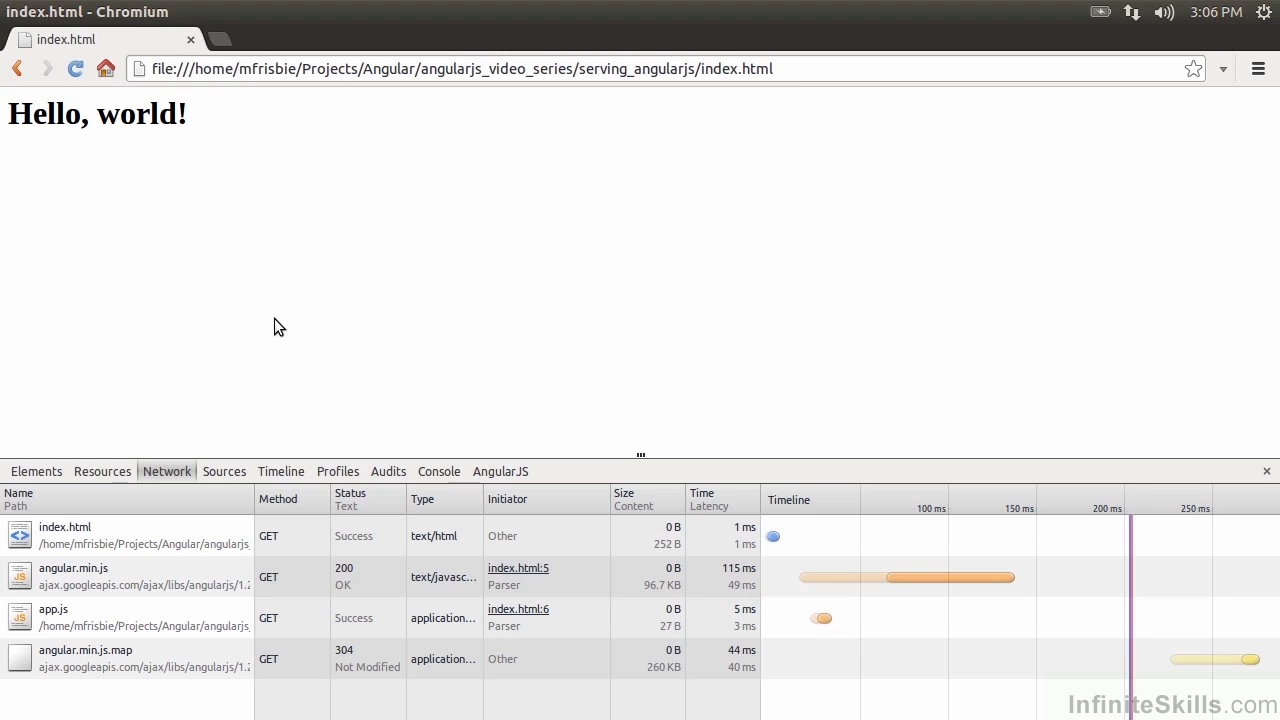 index.html - Chromium
3:06 PM
index.html
file:///home/mfrisbie/Projects/Angular/angularjs_video_series/serving_angularjs/index.html
Hello, world!
Elements Resources Network Sources Timeline Profiles Audits Console AngularJS
Name Path Method Status Text Type Initiator Size Content Time Latency Timeline 100 ms 150 ms 200 ms 250 ms
index.html 0 B 1 ms
GET Success text/html Other
/home/mfrisbie/Projects/Angular/angularjs 252 B 1 ms
angular.min.js 200 index.html:5 0 B 115 ms
GET text/javasc...
ajax.googleapis.com/ajax/libs/angularjs/1.2 OK Parser 96.7 KB 49 ms
app.js index.html:6 0 B 5 ms
GET Success application...
/home/mfrisbie/Projects/Angular/angularjs Parser 27 B 3 ms
angular.min.js.map 304 0 B 44 ms
GET application... Other
ajax.googleapis.com/ajax/libs/angularjs/1.2 Not Modified 260 KB 40 ms
InfiniteSkills.com